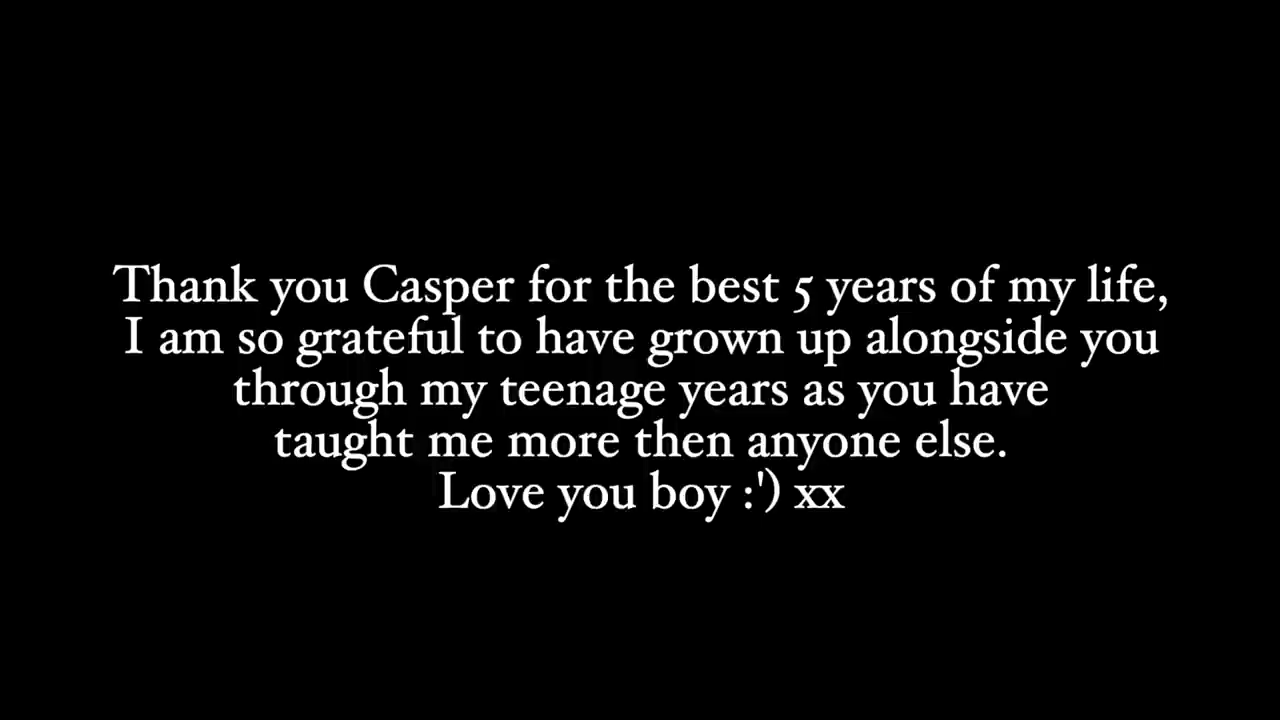 Thank you Casper for the best 5 years of my life,
I am so grateful to have grown up alongside you
through my teenage years as you have
taught me more then anyone else.
Love you boy :') xx